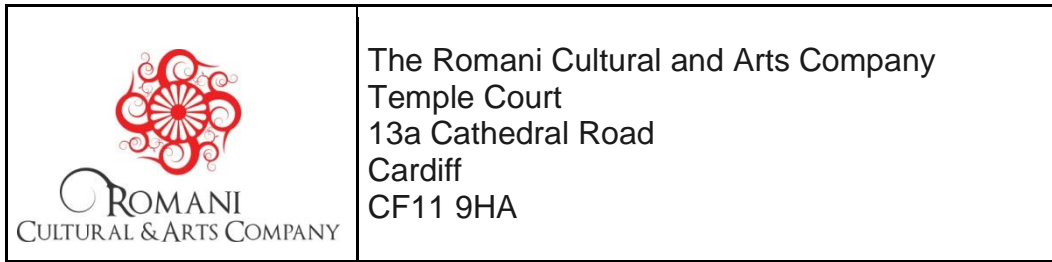 ROMANI
CULTURAL & ARTS COMPANY
The Romani Cultural and Arts Company
Temple Court
13a Cathedral Road
Cardiff
CF11 9HA